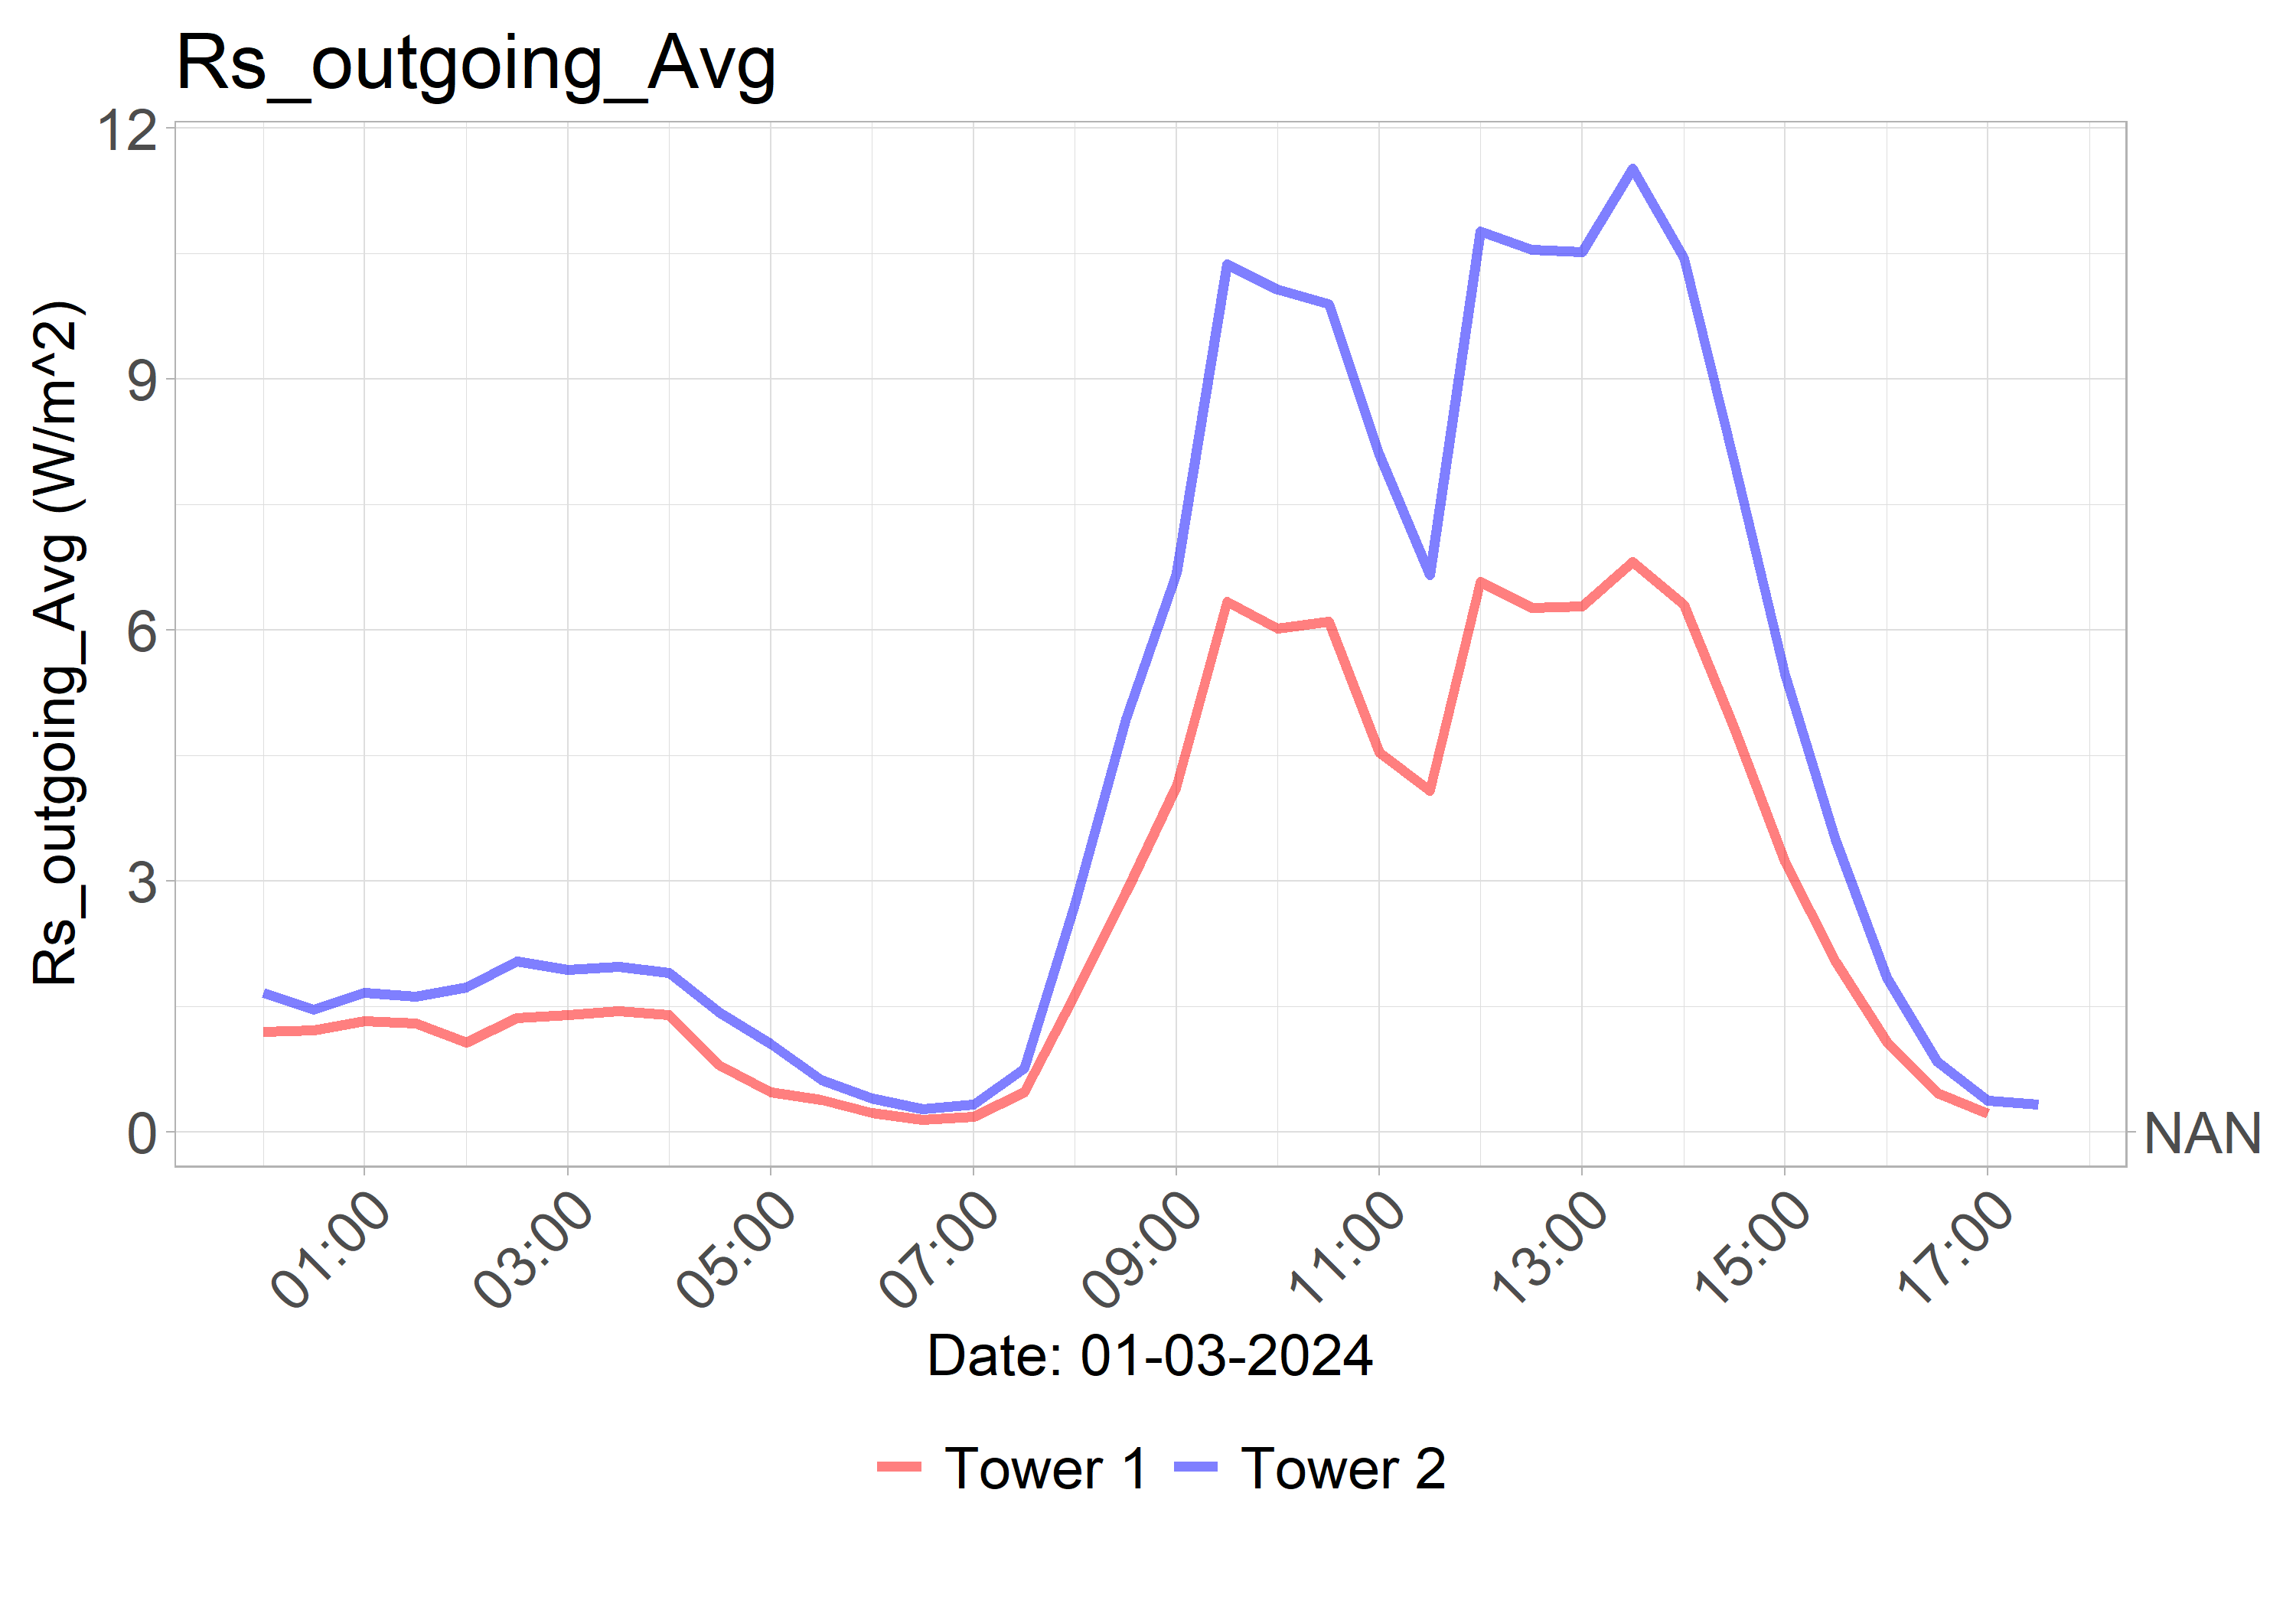 Rs_outgoing_Avg
Rs_outgoing_Avg (W/m^2)
12
9
6
3
0
NAN
01:00
03:00
05:00
07:00
09:00
11:00
13:00
15:00
17:00
Date: 01-03-2024
Tower 1
Tower 2